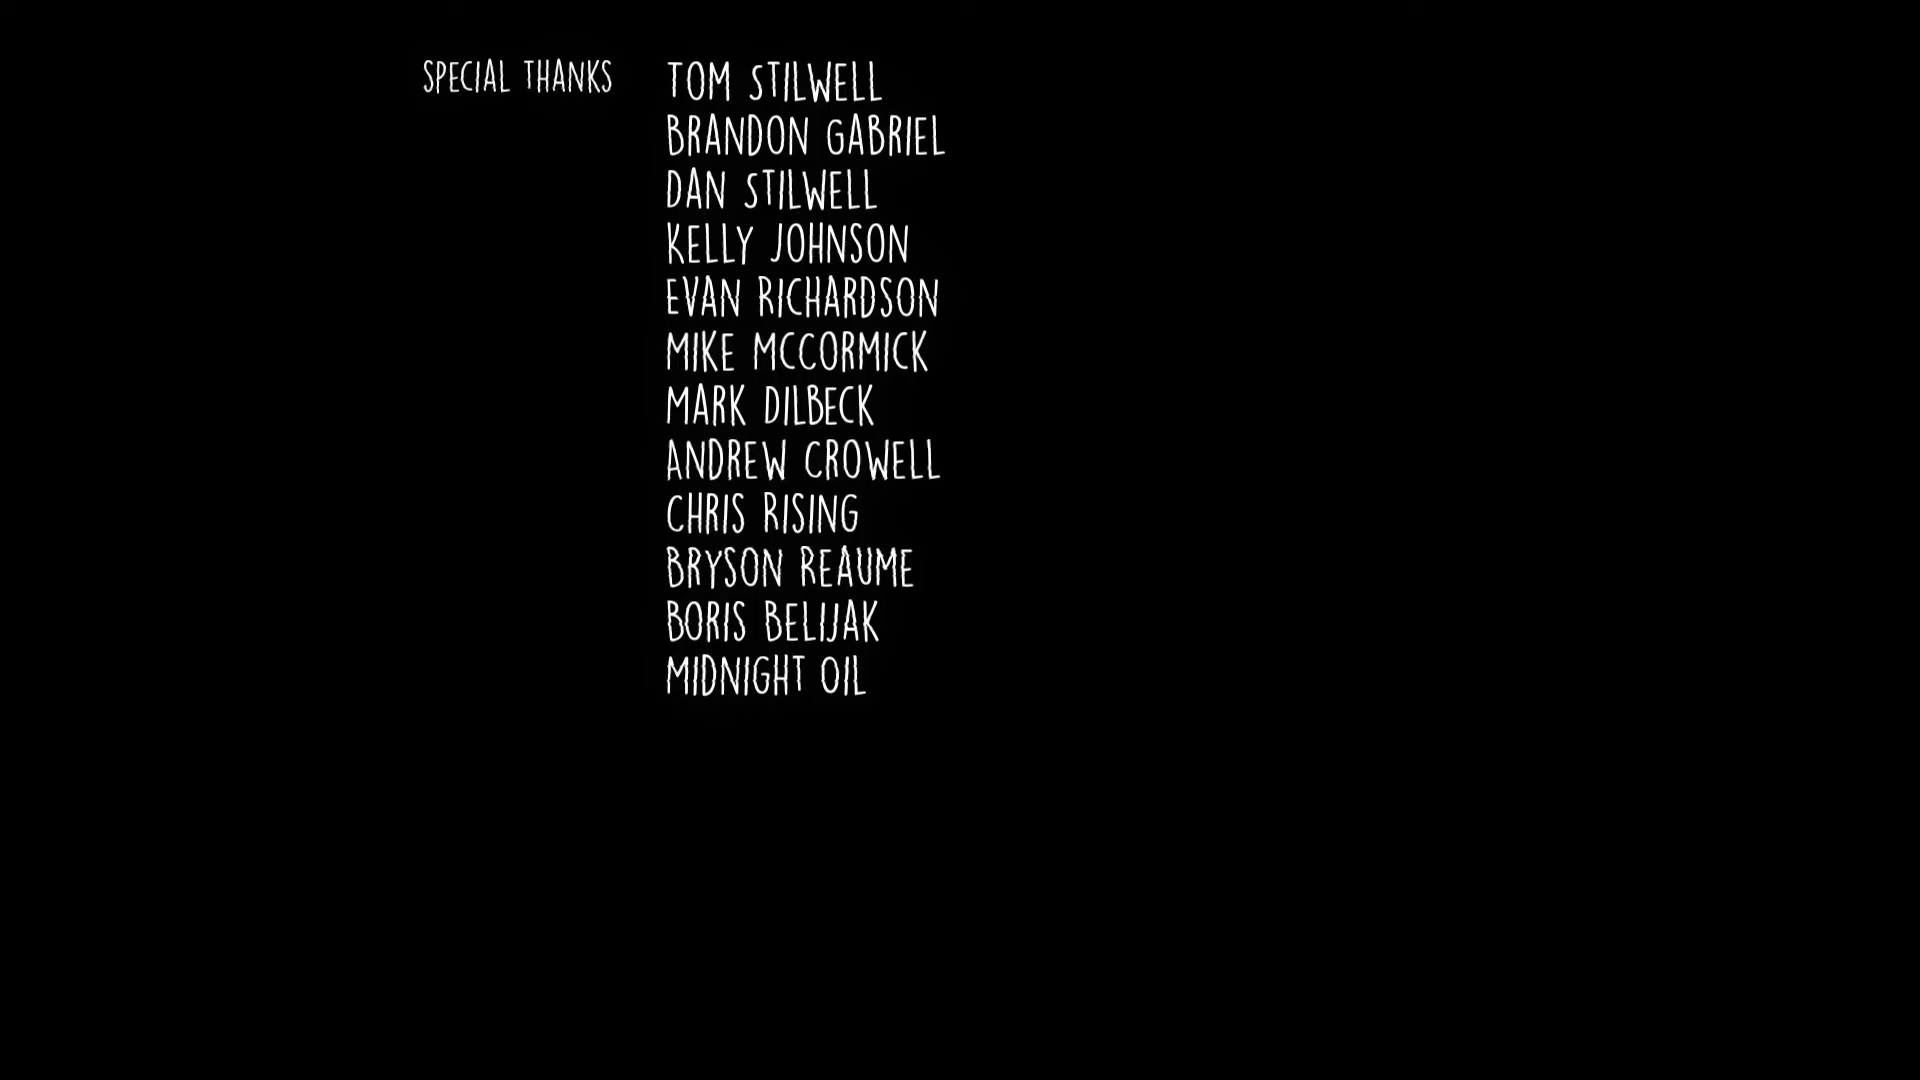 SPECIAL THANKS
TOM STILWELL
BRANDON GABRIEL
DAN STILWELL
KELLY JOHNSON
EVAN RICHARDSON
MIKE MCCORMICK
MARK DILBECK
ANDREW CROWELL
CHRIS RISING
BRYSON REAUME
BORIS BELIJAK
MIDNIGHT OIL